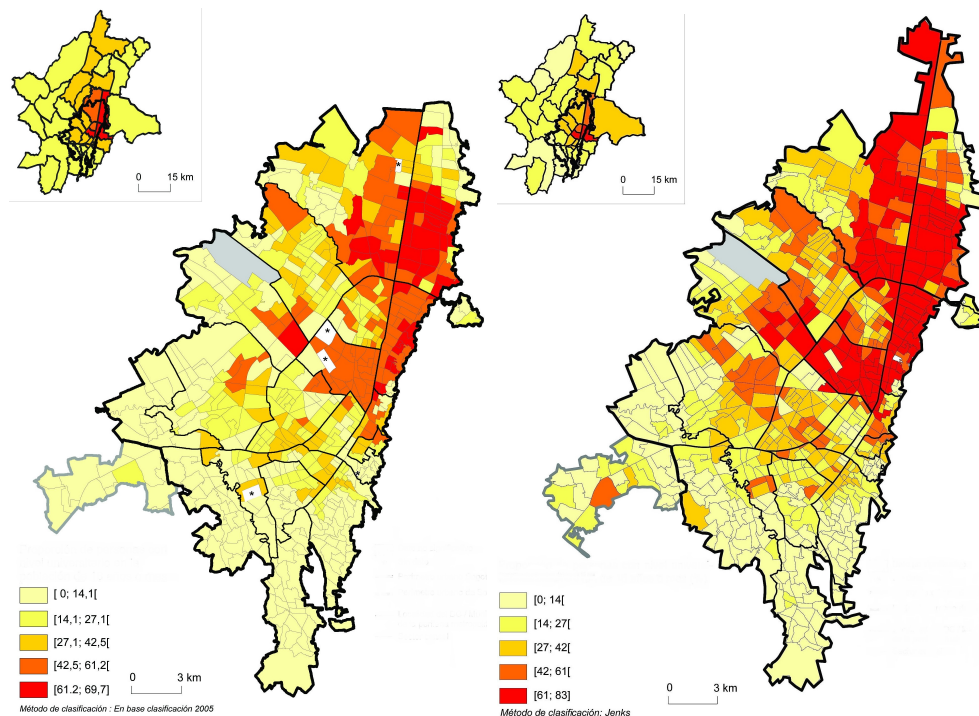 0 15 km
0 15 km
*
*
*
*
*
[ 0; 14,1[
[14,1; 27,1[
[27,1; 42,5[
[42,5; 61,2[
[61.2; 69,7]
0 3 km
Método de clasificación : En base clasificación 2005
[0; 14[
[14; 27[
[27; 42[
[42; 61[
[61; 83]
0 3 km
Método de clasificación: Jenks